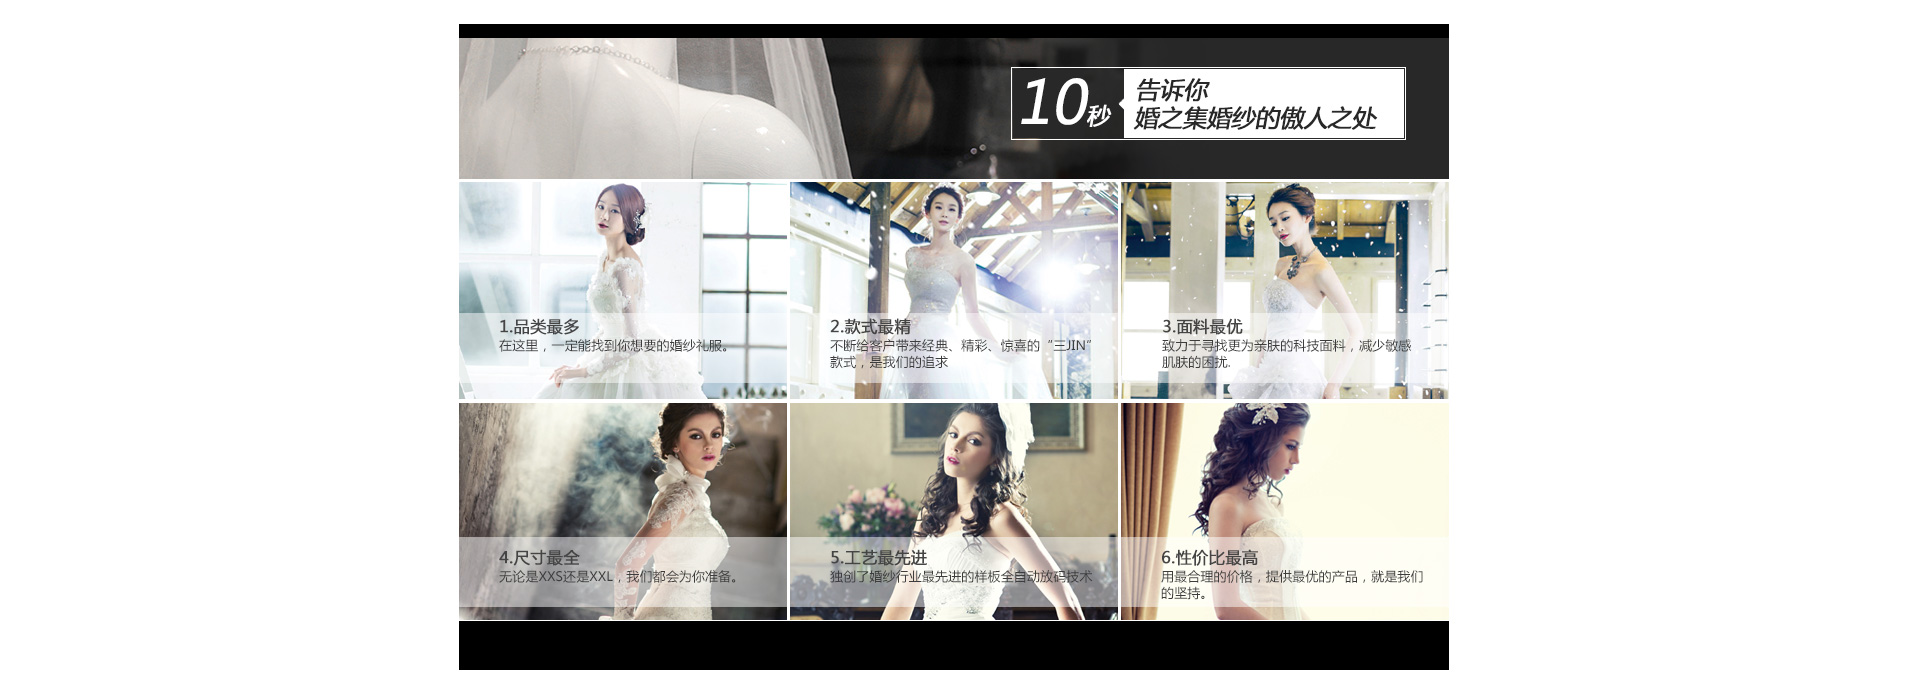 10秒
告诉你
婚之集婚纱的傲人之处
1.品类最多
在这里，一定能找到你想要的婚纱礼服。
2.款式最精
不断给客户带来经典、精彩、惊喜的“三JIN”
款式，是我们的追求
3.面料最优
致力于寻找更为亲肤的科技面料，减少敏感
肌肤的困扰.
4.尺寸最全
无论是XXS还是XXL，我们都会为你准备。
5.工艺最先进
独创了婚纱行业最先进的样板全自动放码技术
6.性价比最高
用最合理的价格，提供最优的产品，就是我们
的坚持。